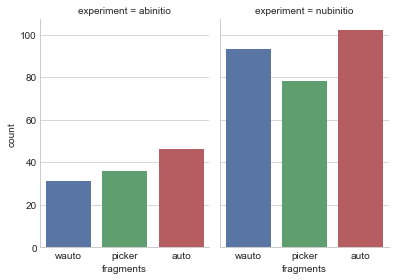 experiment = abinitio
experiment = nubinitio
count
100
80
60
40
20
0
wauto picker auto
wauto picker auto
fragments
fragments